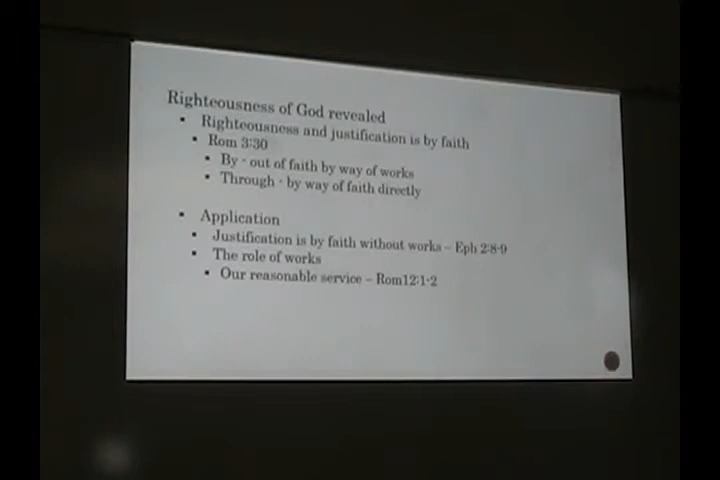 Righteousness of God revealed
▪ Righteousness and justification is by faith
▪ Rom 3:30
▪ By - out of faith by way of works
▪ Through - by way of faith directly
▪ Application
▪ Justification is by faith without works – Eph 2:8-9
▪ The role of works
▪ Our reasonable service – Rom12:1-2